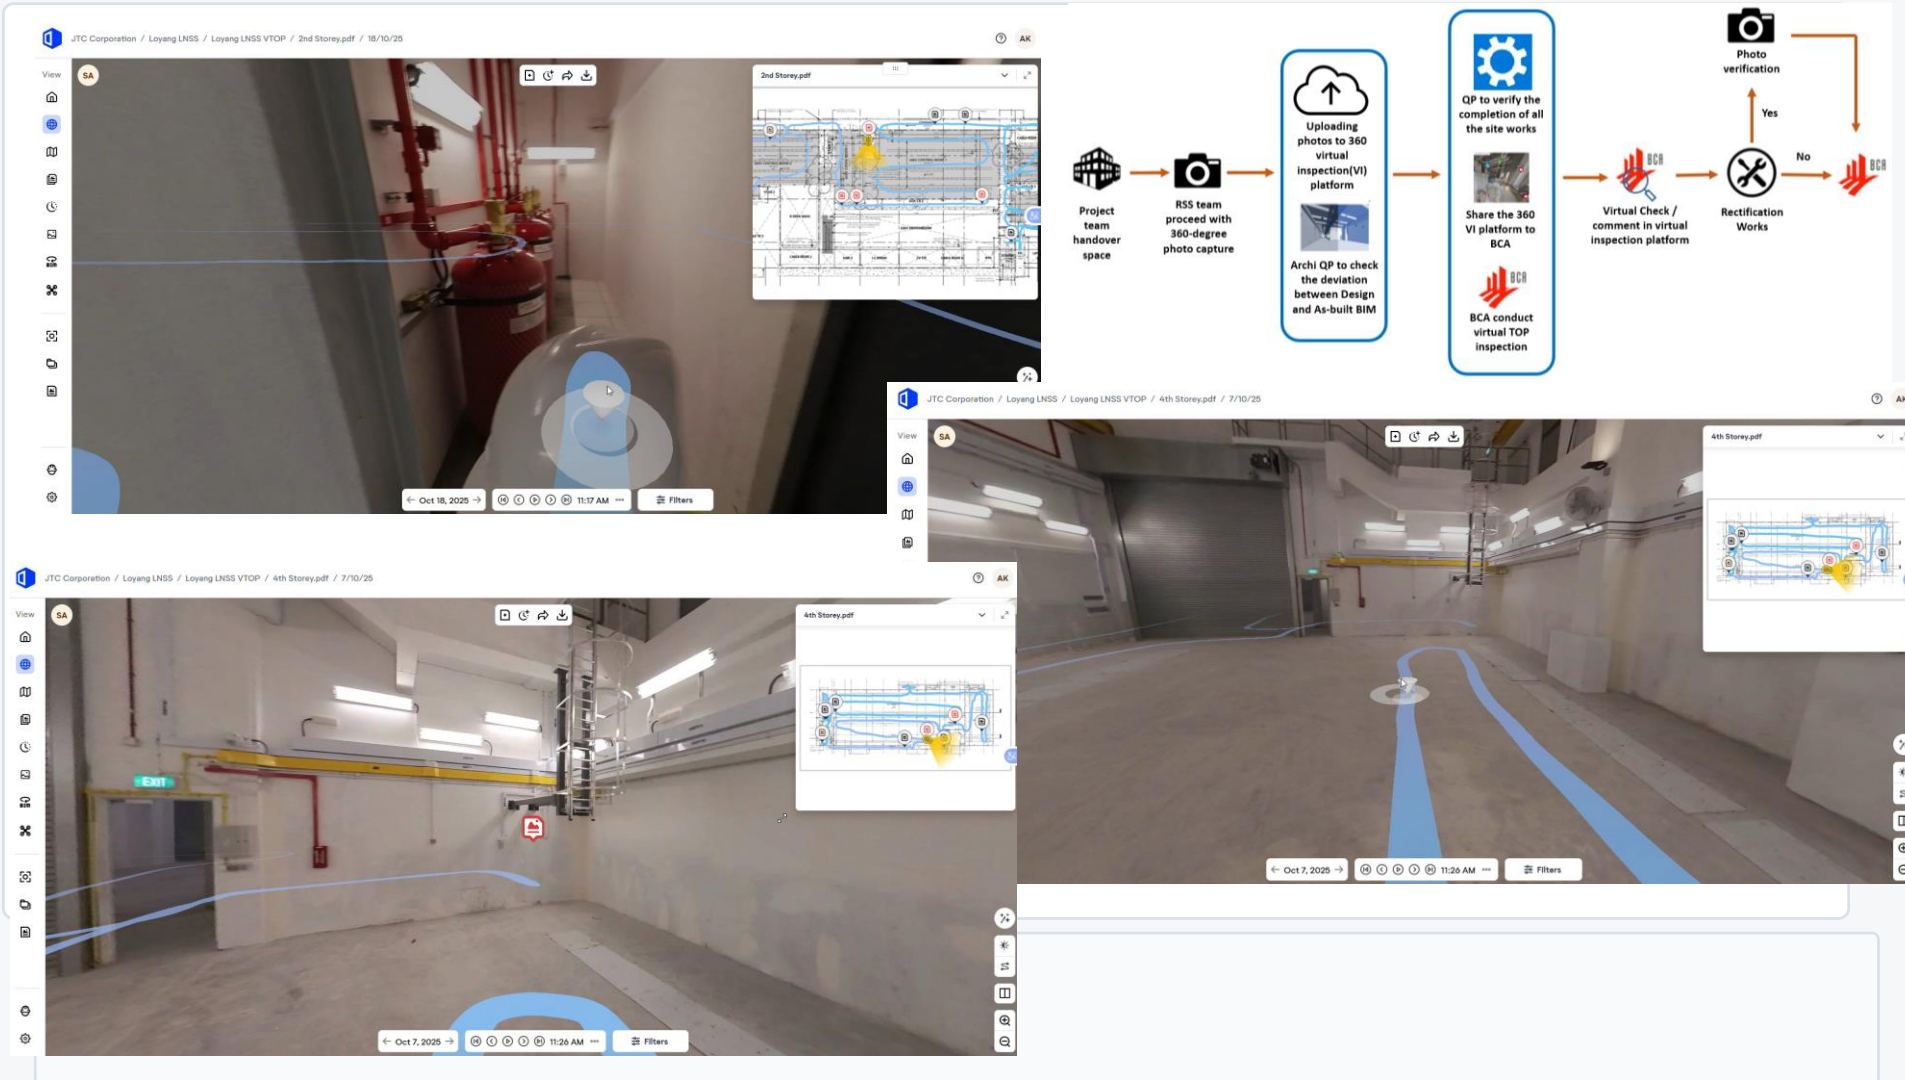 JTC Corporation / Loyang LNSS / Loyang LNSS VTOP / 2nd Storey.pdf / 18/10/25
AK
View
SA
2nd Storey.pdf
Oct 18, 2025
11:17 AM
Filters
Project
team
handover
space
RSS team
proceed with
360-degree
photo capture
Uploading
photos to 360
virtual
inspection(VI)
platform
Archi QP to check
the deviation
between Design
and As-built BIM
QP to verify the
completion of all
the site works
Share the 360
VI platform to
BCA
BCA
BCA conduct
virtual TOP
inspection
BCA
Virtual Check /
comment in virtual
inspection platform
Photo
verification
Yes
Rectification
Works
No
BCA
JTC Corporation / Loyang LNSS / Loyang LNSS VTOP / 4th Storey.pdf / 7/10/25
AK
View
SA
4th Storey.pdf
Oct 7, 2025
11:26 AM
Filters
JTC Corporation / Loyang LNSS / Loyang LNSS VTOP / 4th Storey.pdf / 7/10/25
AK
View
SA
4th Storey.pdf
EXIT
Oct 7, 2025
11:26 AM
Filters